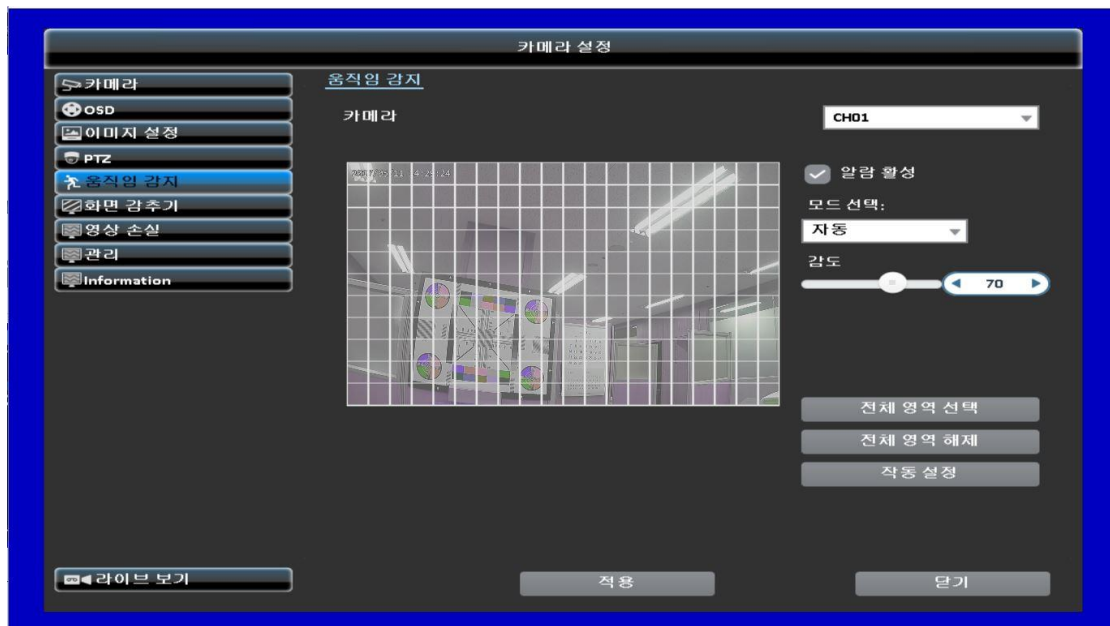 카메라 설정
카메라
OSD
이미지 설정
PTZ
움직임 감지
화면 감추기
영상 손실
관리
Information
라이브 보기
움직임 감지
카메라
CH01
알람 활성
모드 선택:
자동
감도
70
전체 영역 선택
전체 영역 해제
작동 설정
적용
닫기